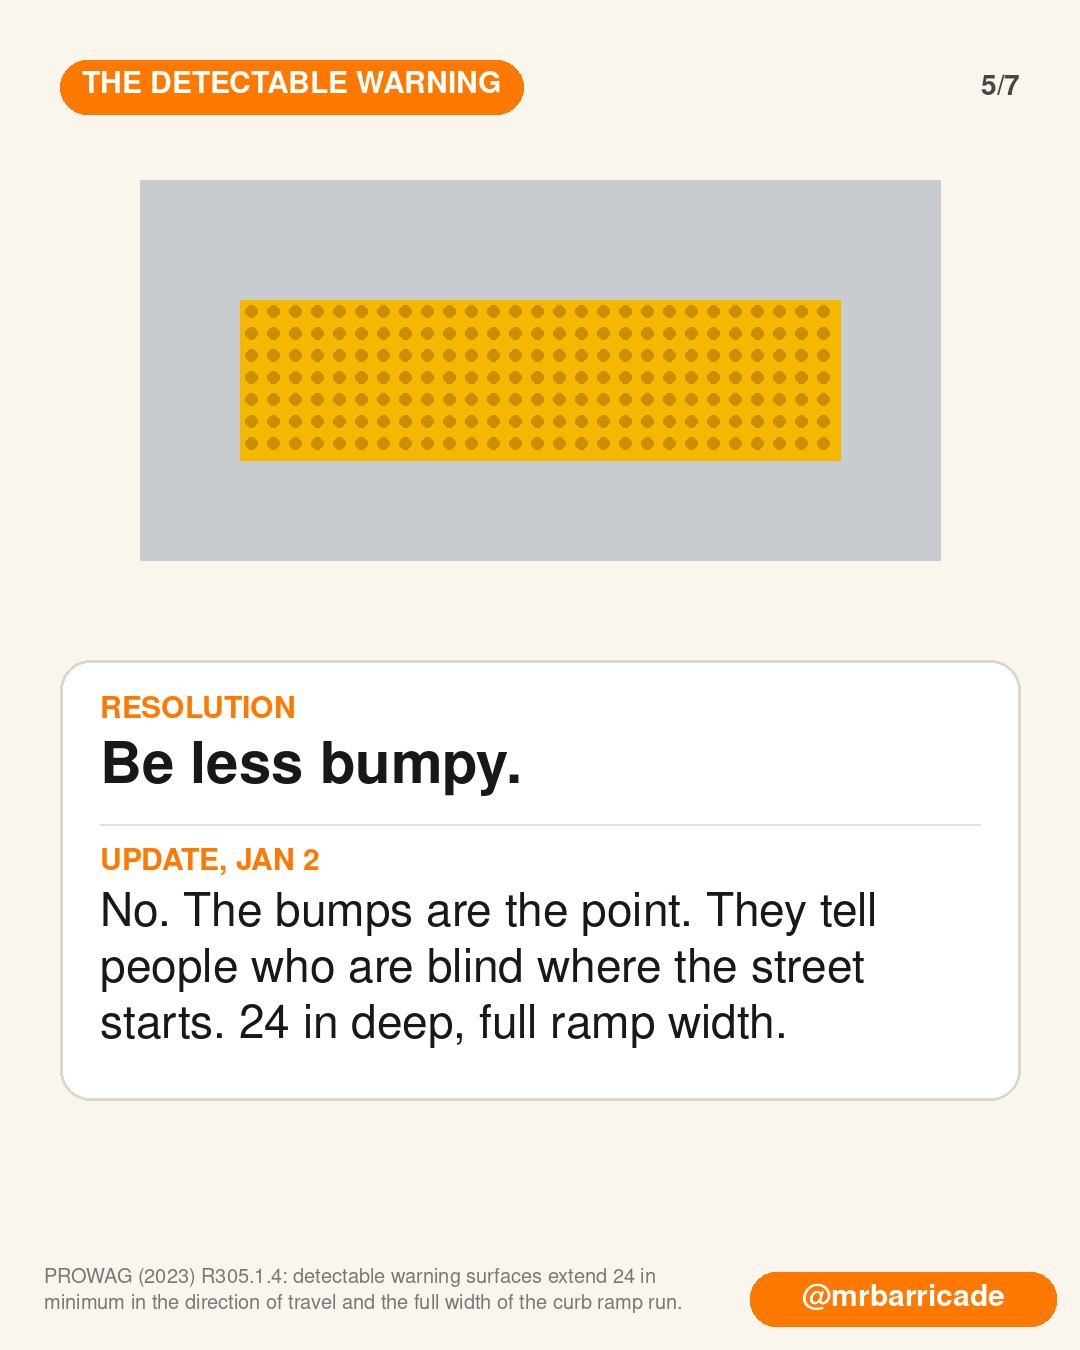 THE DETECTABLE WARNING
5/7
RESOLUTION
Be less bumpy.
UPDATE, JAN 2
No. The bumps are the point. They tell
people who are blind where the street
starts. 24 in deep, full ramp width.
PROWAG (2023) R305.1.4: detectable warning surfaces extend 24 in
minimum in the direction of travel and the full width of the curb ramp run.
@mrbarricade